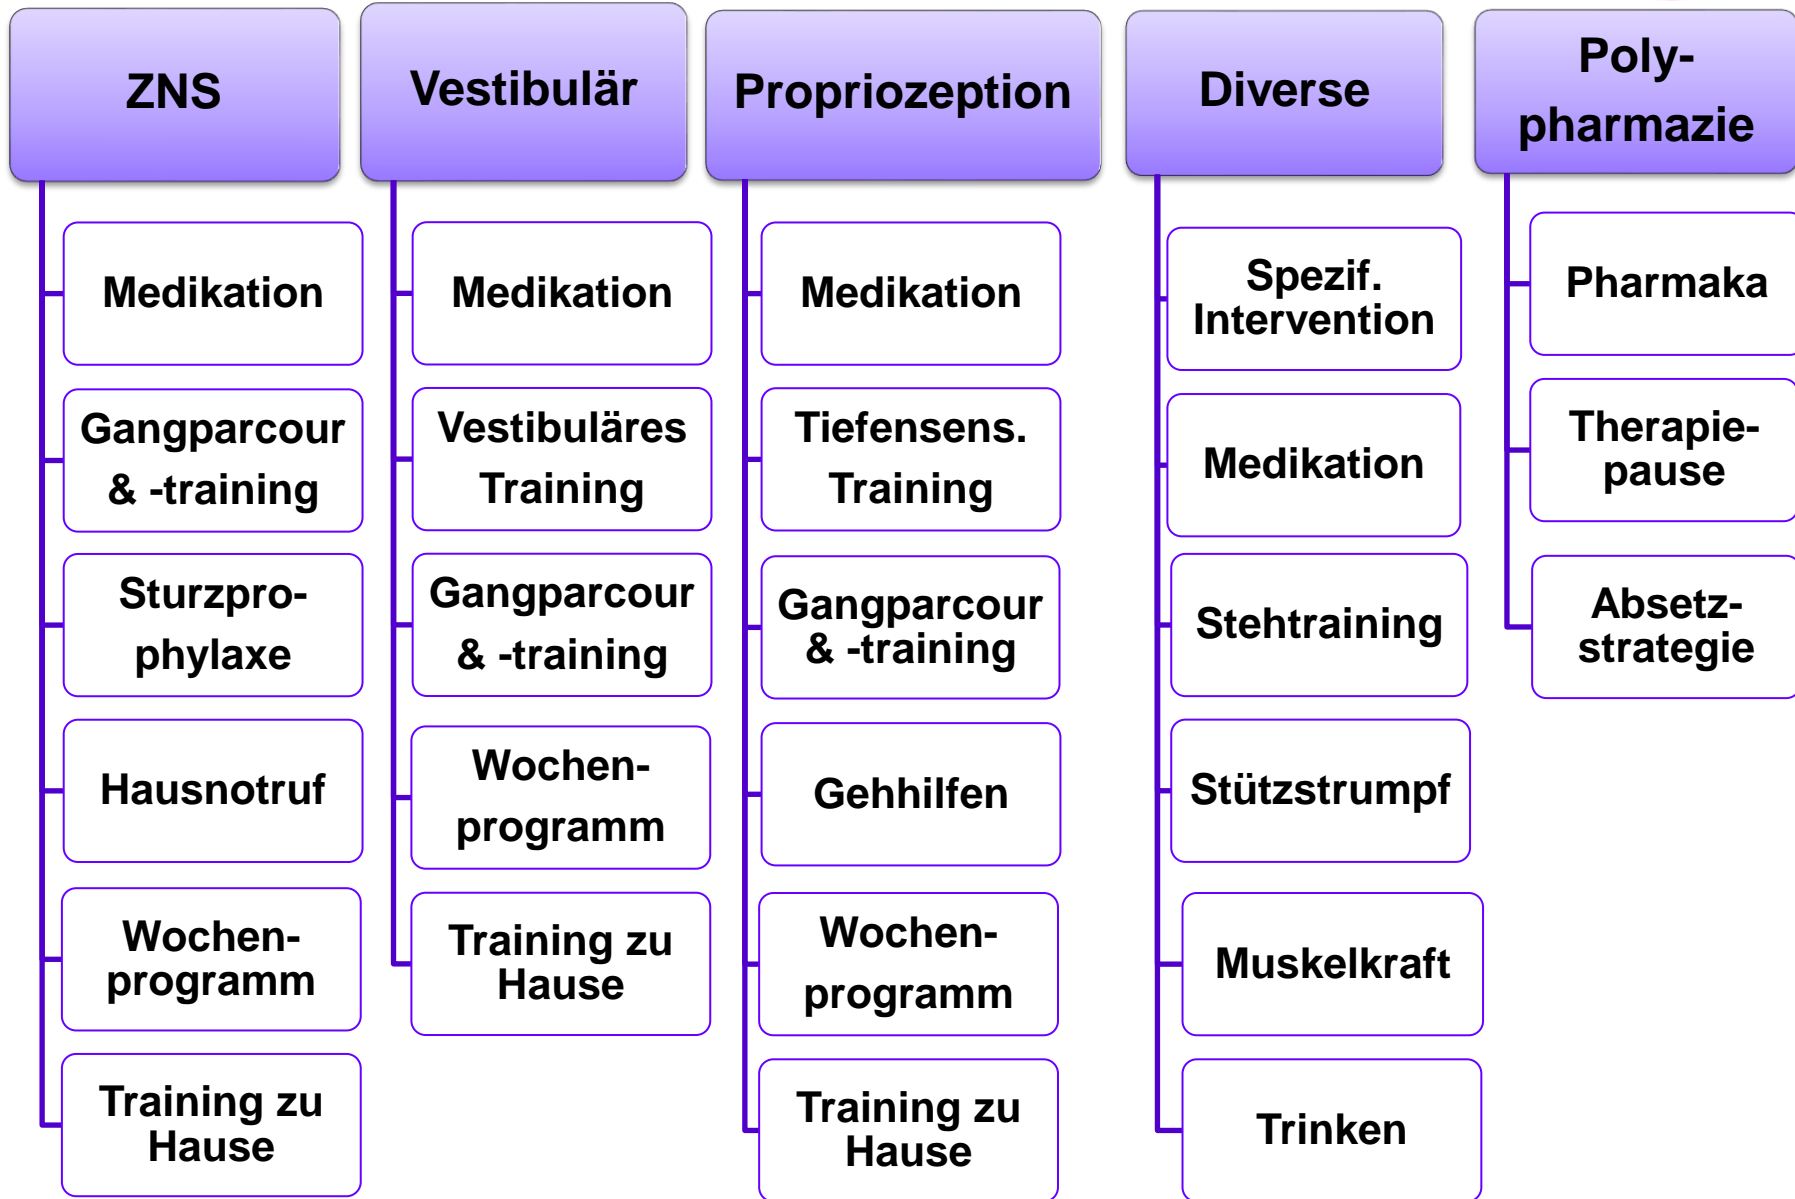 ZNS
Medikation
Gangparcour
& -training
Sturzpro-
phylaxe
Hausnotruf
Wochen-
programm
Training zu
Hause
Vestibulär
Medikation
Vestibuläres
Training
Gangparcour
& -training
Wochen-
programm
Training zu
Hause
Propriozeption
Medikation
Tiefensens.
Training
Gangparcour
& -training
Gehhilfen
Wochen-
programm
Training zu
Hause
Diverse
Spezif.
Intervention
Medikation
Stehtraining
Stützstrumpf
Muskelkraft
Trinken
Poly-
pharmazie
Pharmaka
Therapie-
pause
Absetz-
strategie